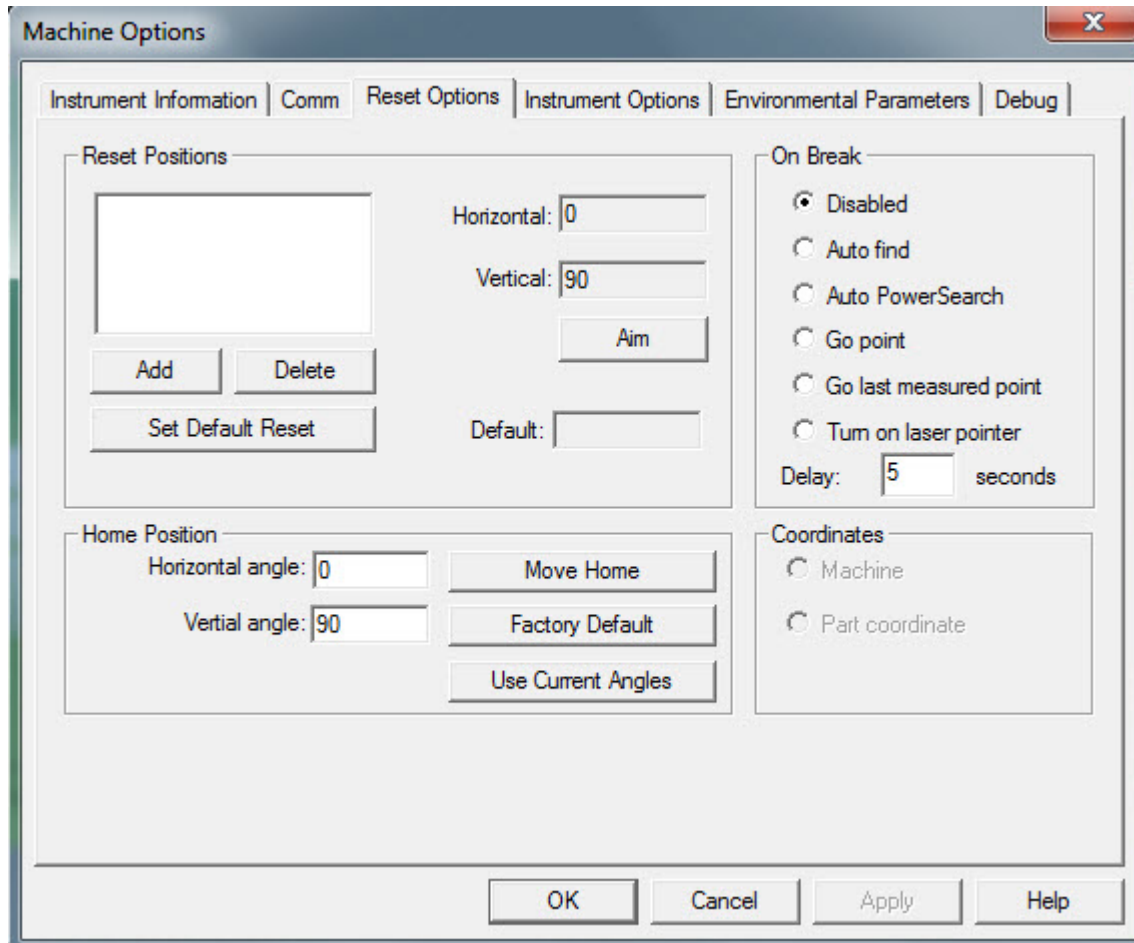 Machine Options
X
Instrument Information Comm Reset Options Instrument Options Environmental Parameters Debug
Reset Positions
Horizontal: 0
Vertical: 90
Aim
Add Delete
Set Default Reset
Default:
On Break
Disabled
Auto find
Auto PowerSearch
Go point
Go last measured point
Turn on laser pointer
Delay: 5 seconds
Home Position
Horizontal angle: 0
Move Home
Vertial angle: 90
Factory Default
Use Current Angles
Coordinates
Machine
Part coordinate
OK Cancel Apply Help